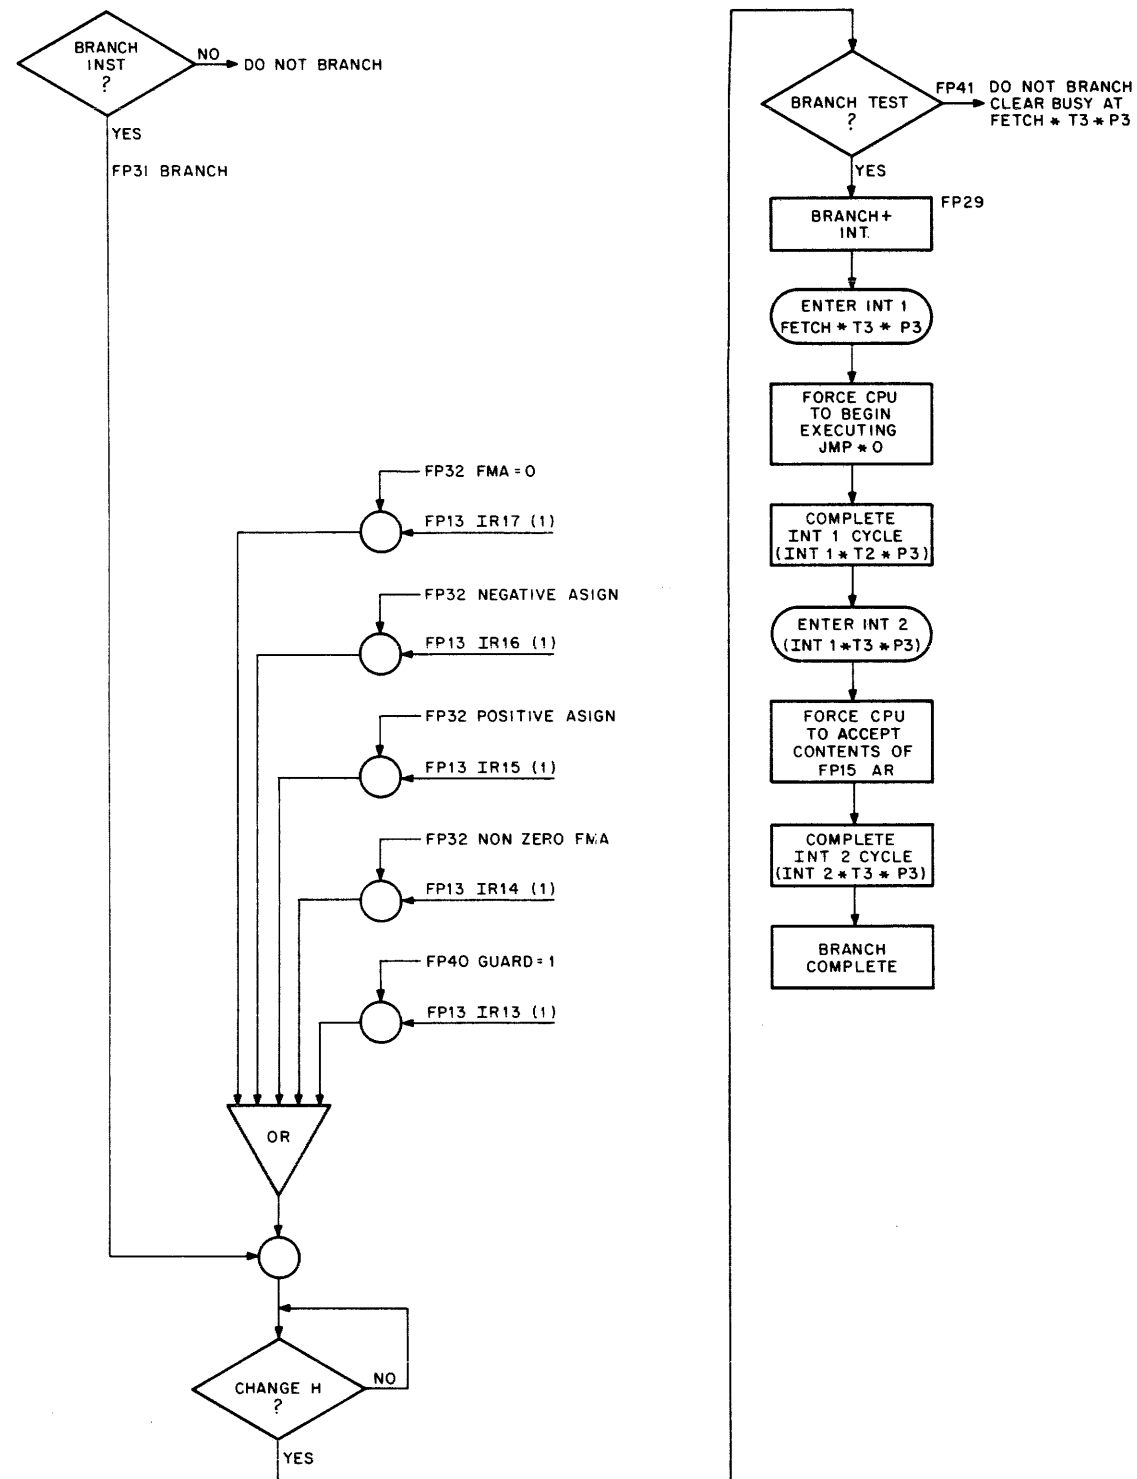 BRANCH
INST
?
NO
DO NOT BRANCH
YES
FP31 BRANCH
FP32 FMA=0
FP13 IR17 (1)
FP32 NEGATIVE ASIGN
FP13 IR16 (1)
FP32 POSITIVE ASIGN
FP13 IR15 (1)
FP32 NON ZERO FMA
FP13 IR14 (1)
FP40 GUARD=1
FP13 IR13 (1)
OR
CHANGE H
?
NO
YES
BRANCH TEST
?
FP41 DO NOT BRANCH
CLEAR BUSY AT
FETCH * T3 * P3
YES
FP29
BRANCH+
INT.
ENTER INT 1
FETCH * T3 * P3
FORCE CPU
TO BEGIN
EXECUTING
JMP * 0
COMPLETE
INT 1 CYCLE
(INT 1 * T2 * P3)
ENTER INT 2
(INT 1 * T3 * P3)
FORCE CPU
TO ACCEPT
CONTENTS OF
FP15 AR
COMPLETE
INT 2 CYCLE
(INT 2 * T3 * P3)
BRANCH
COMPLETE